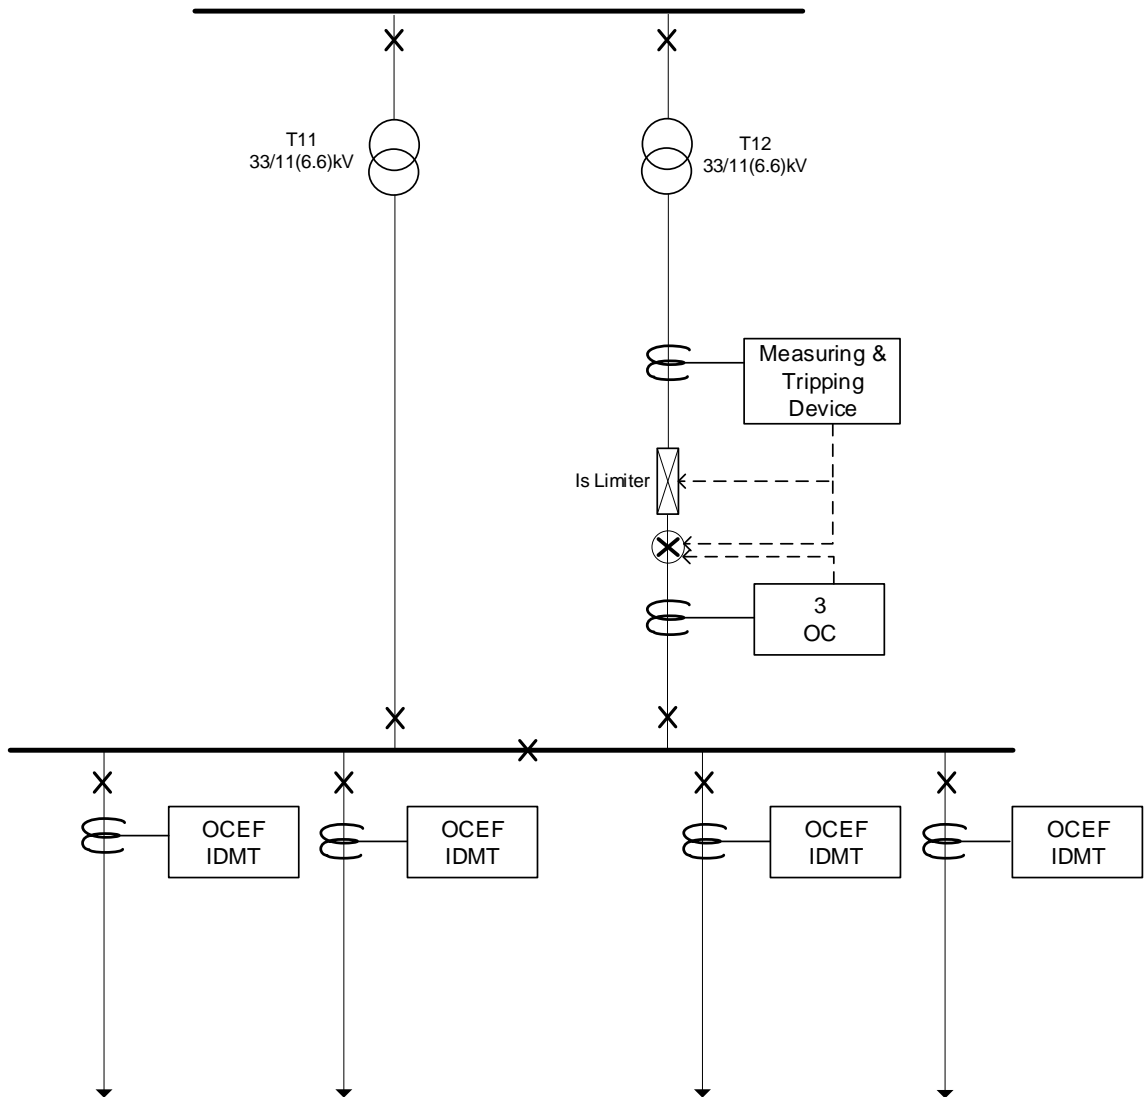 T11
33/11(6.6)kV
T12
33/11(6.6)kV
Measuring &
Tripping
Device
Is Limiter
3
OC
OCEF
IDMT
OCEF
IDMT
OCEF
IDMT
OCEF
IDMT